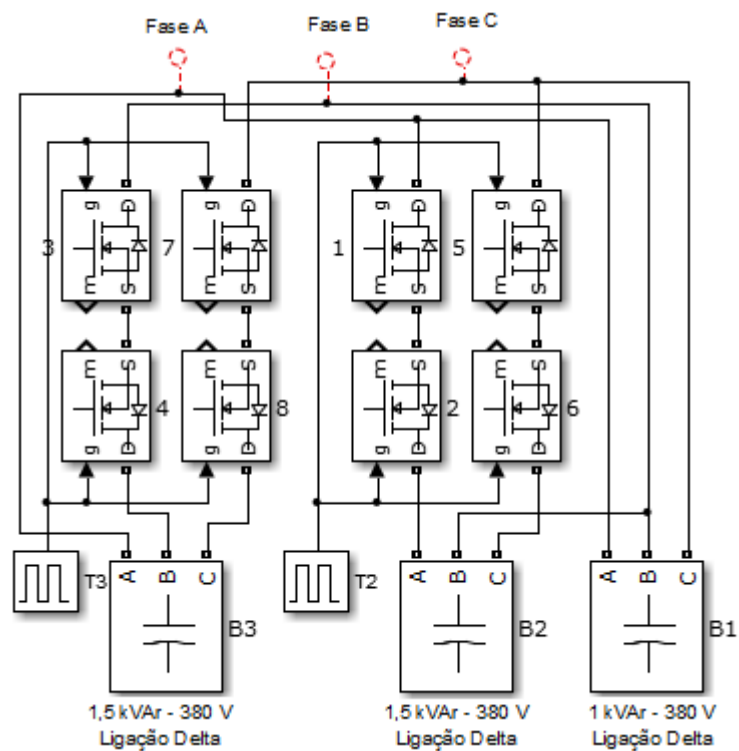 Fase A
Fase B
Fase C
g D g D g D g D
3 7 1 5
m S m S m S m S
m S m S m S m S
4 8 2 6
g D g D g D g D
T3 T2
A B C A B C A B C
B3 B2 B1
1,5 kVAr - 380 V 1,5 kVAr - 380 V 1 kVAr - 380 V
Ligação Delta Ligação Delta Ligação Delta